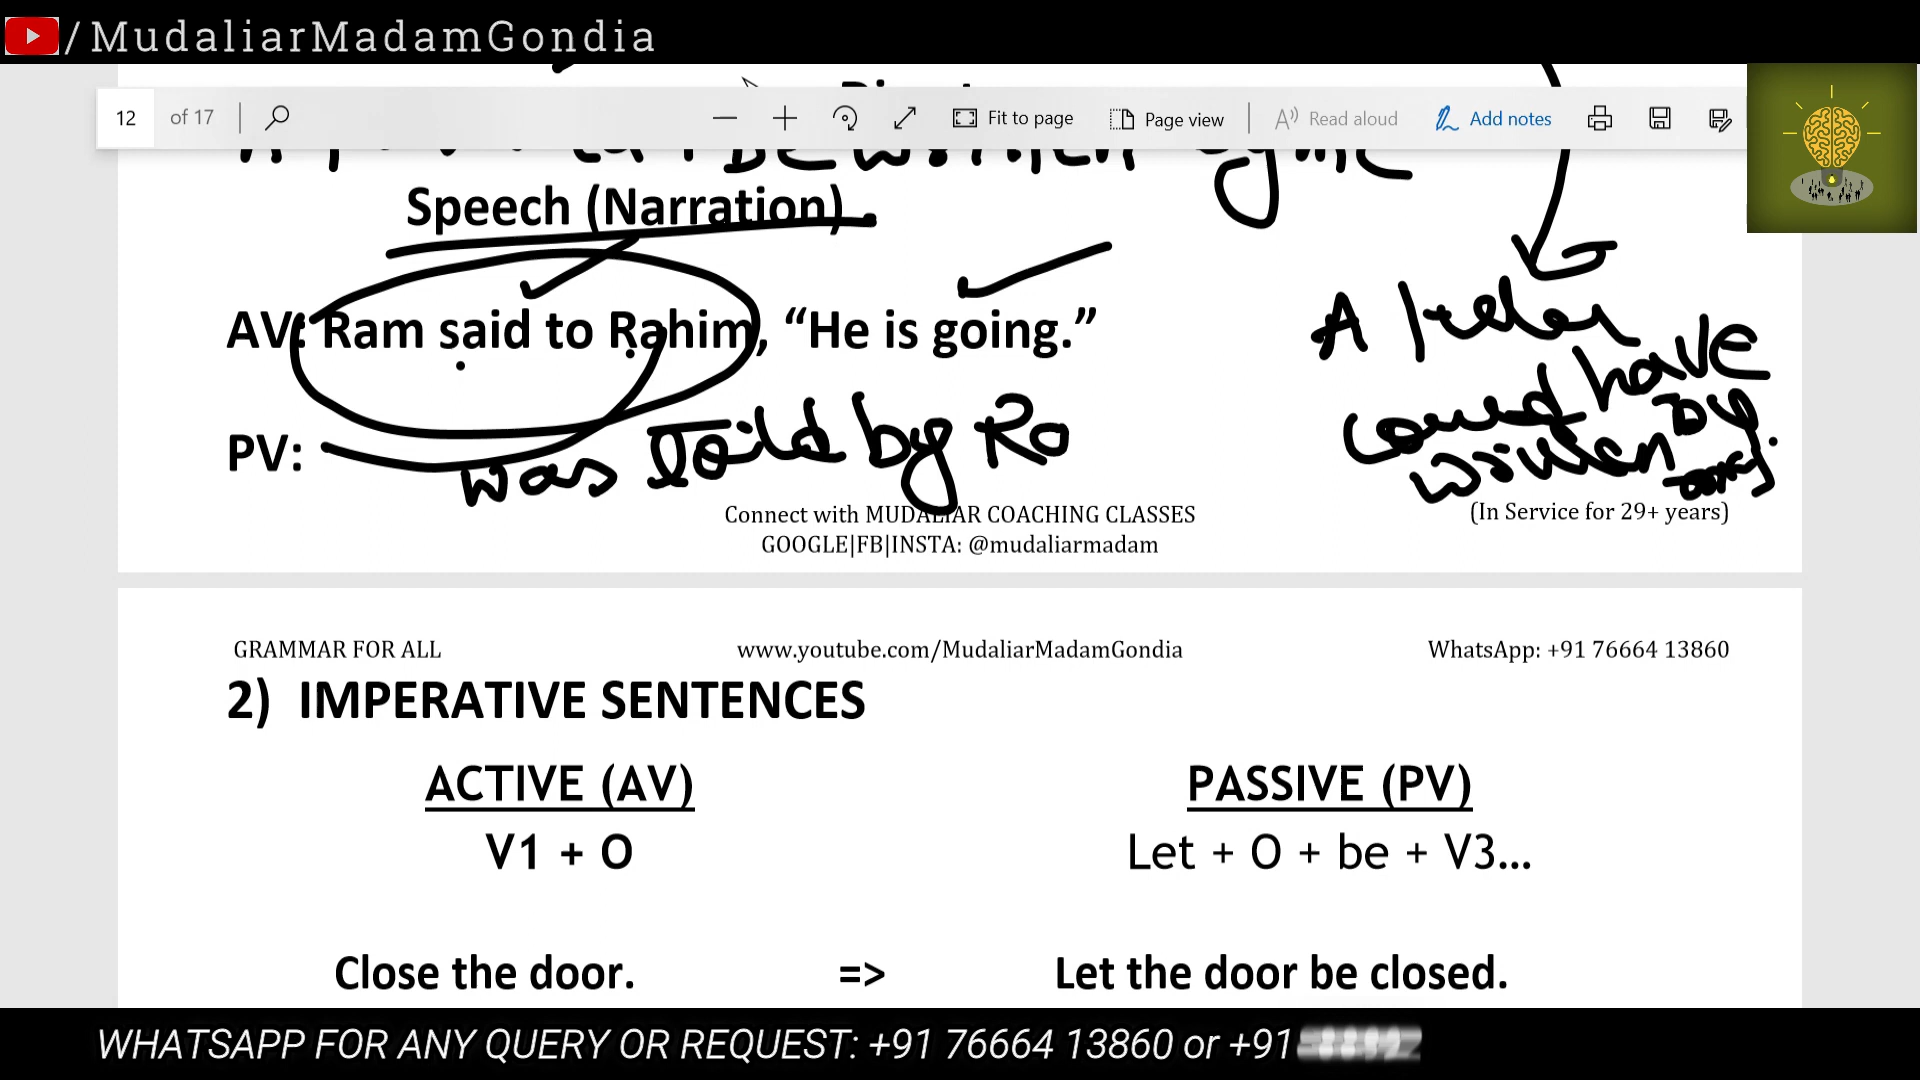 /MudaliarMadamGondia
12 of 17 Fit to page Page view Read aloud Add notes
Speech (Narration)
AV: Ram said to Rahim, “He is going.”
A letter
could have
written by
PV: was told by Ra
Connect with MUDALIAR COACHING CLASSES
(In Service for 29+ years)
GOOGLE|FB|INSTA: @mudaliarmadam
GRAMMAR FOR ALL www.youtube.com/MudaliarMadamGondia WhatsApp: +91 76664 13860
2) IMPERATIVE SENTENCES
ACTIVE (AV) PASSIVE (PV)
V1 + O Let + O + be + V3...
Close the door. => Let the door be closed.
WHATSAPP FOR ANY QUERY OR REQUEST: +91 76664 13860 or +91